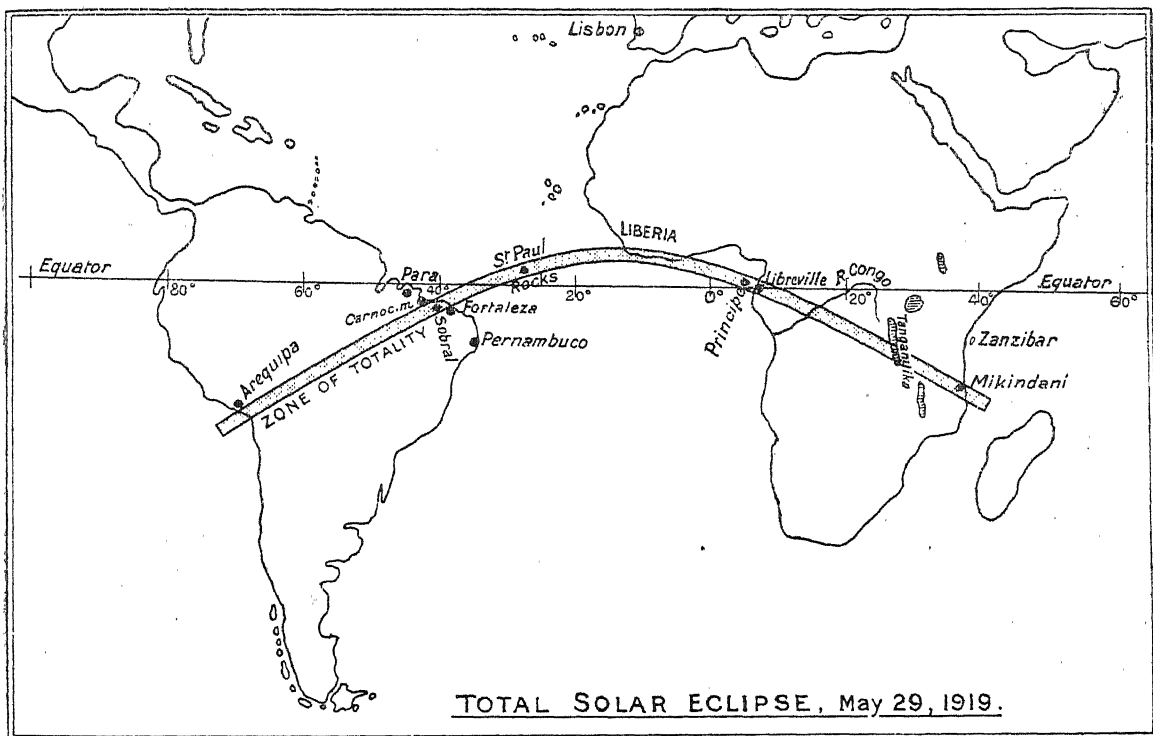 Lisbon
LIBERIA
St Paul
ROCKS
Equator
80°
60°
Para
40°
20°
0°
Libreville
R. Congo
20°
40°
Equator
60°
Carnoc.m.
Sobral
Fortaleza
Principe
Tanganyika
Zanzibar
Pernambuco
Arequipa
ZONE OF TOTALITY
Mikindani
TOTAL SOLAR ECLIPSE, May 29, 1919.